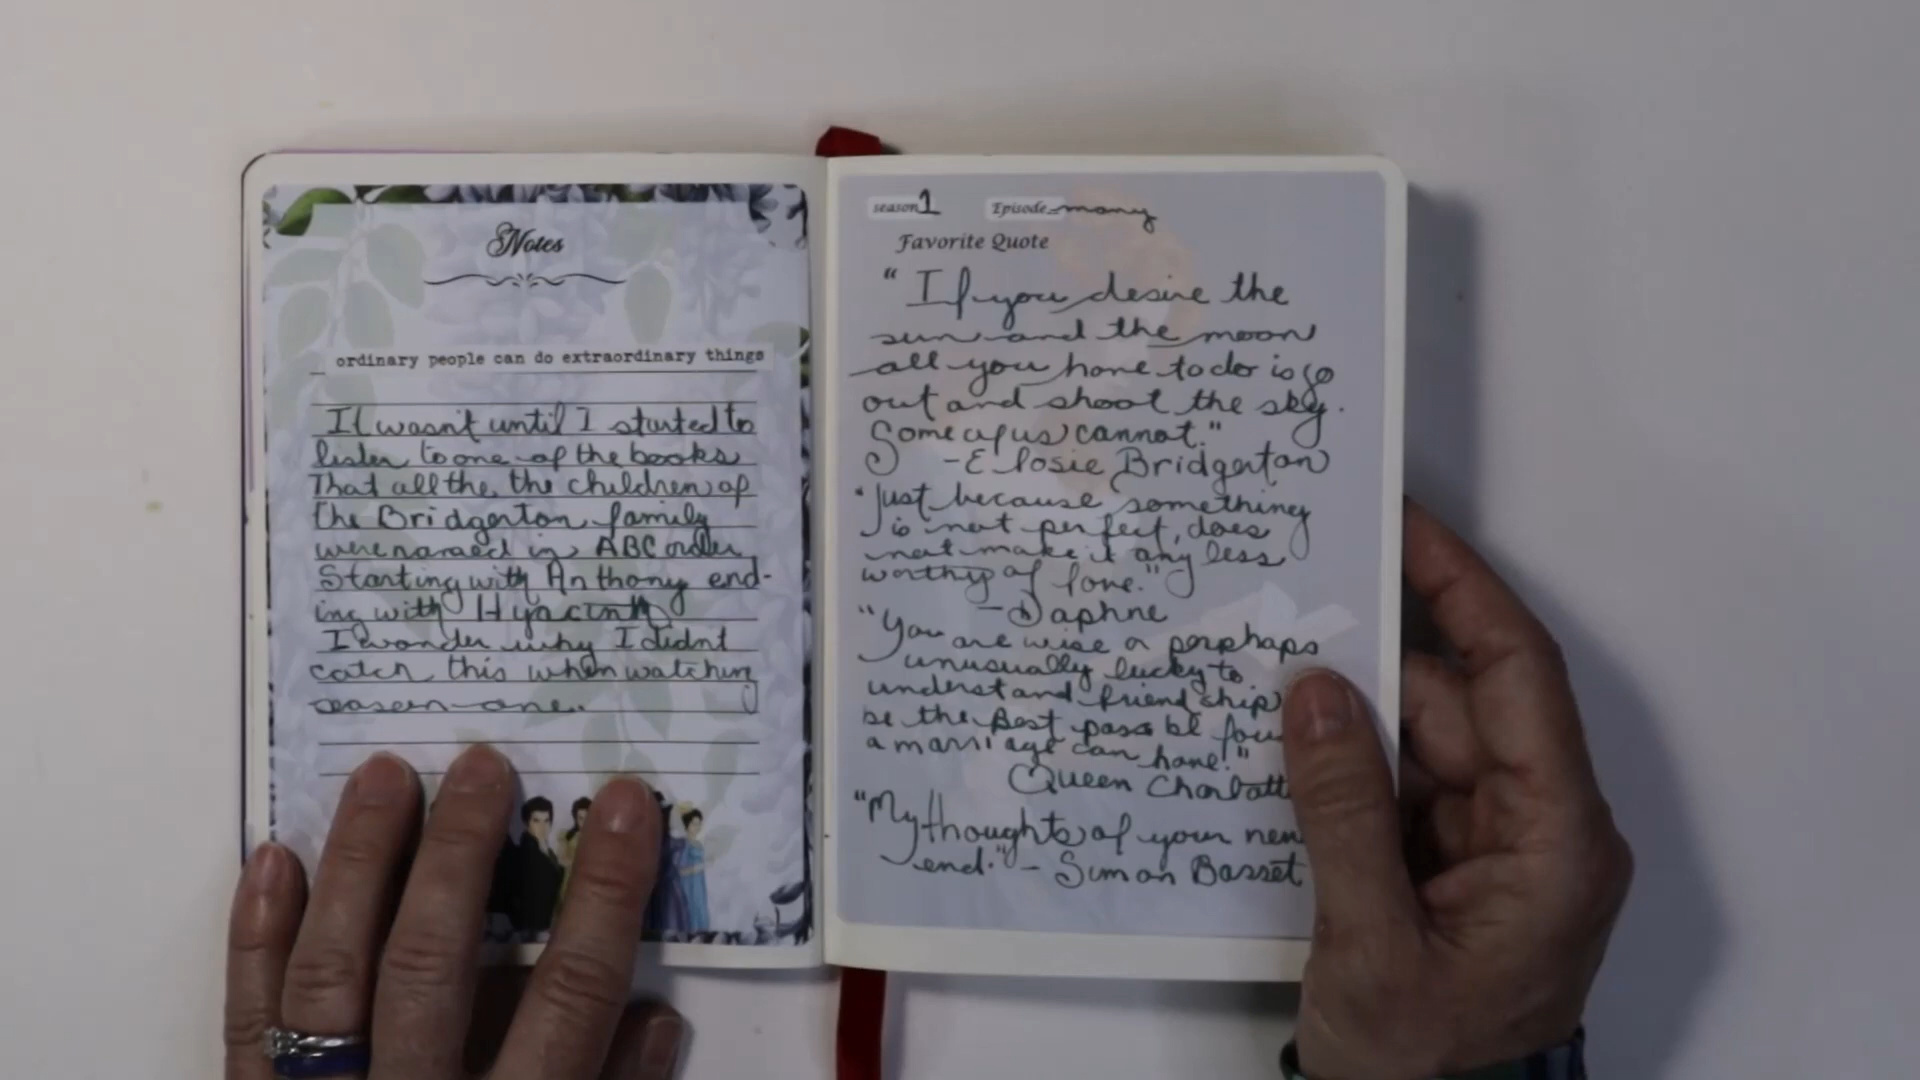 Notes
ordinary people can do extraordinary things
It wasn't until I started to
listen to one of the books
That all the, the children of
the Bridgerton family
were named in ABC order
Starting with Anthony end-
ing with Hyacinth
I wonder why I didnt
catch this when watching
season one.
season 1 Episode many
Favorite Quote
"If you desire the
sun and the moon
all you have to do is go
out and shoot the sky.
Some of us cannot."
- Bridgerton
"Just because something
is not perfect, does
not make it any less
worthy of love."
- Daphne
"You are wise or perphaps
unusually lucky to
understand friendship
be the Best poss be
a marriage can have!"
Queen
"My thoughts of your
end." - Simon Basset